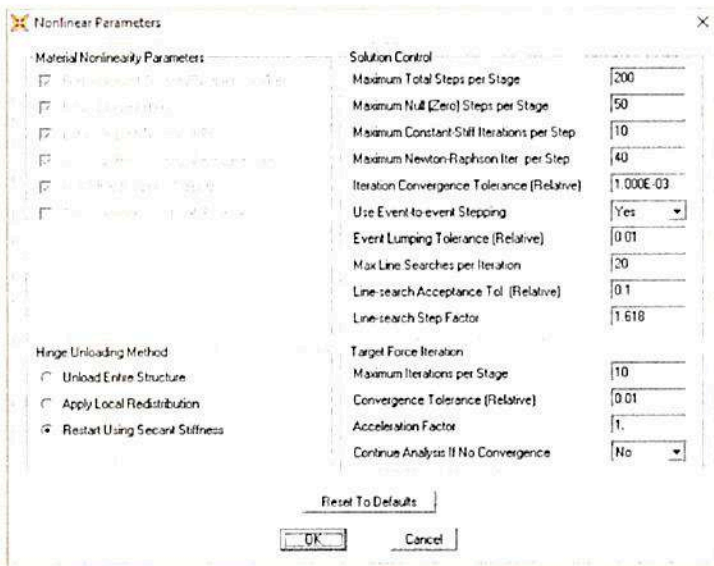 Nonlinear Parameters
Material Nonlinearity Parameters
Solution Control
Maximum Total Steps per Stage 200
Maximum Null (Zero) Steps per Stage 50
Maximum Constant-Stiff Iterations per Step 10
Maximum Newton-Raphson Iter per Step 40
Iteration Convergence Tolerance (Relative) 1.000E-03
Use Event-to-event Stepping Yes
Event Lumping Tolerance (Relative) 0.01
Max Line Searches per Iteration 20
Line-search Acceptance Tol (Relative) 0.1
Line-search Step Factor 1.618
Hinge Unloading Method
Unload Entire Structure
Apply Local Redistribution
Restart Using Secant Stiffness
Target Force Iteration
Maximum Iterations per Stage 10
Convergence Tolerance (Relative) 0.01
Acceleration Factor 1.
Continue Analysis If No Convergence No
Reset To Defaults
OK Cancel